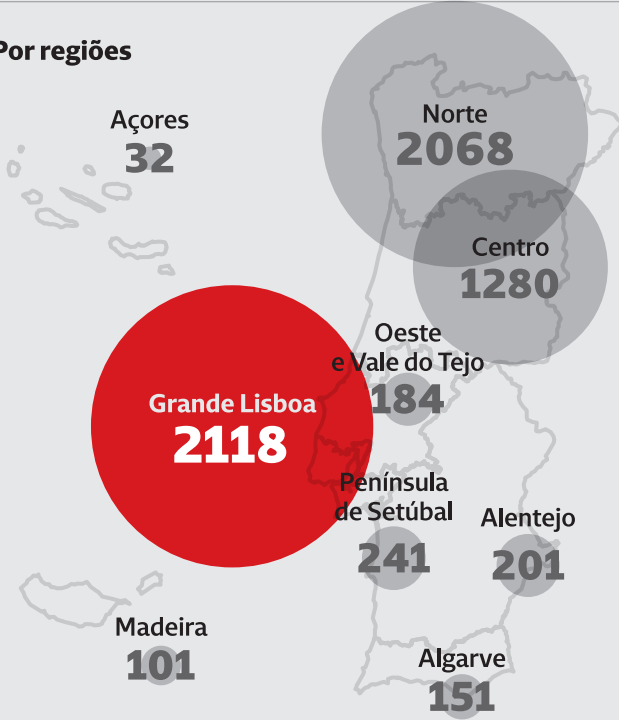 Por regiões
Açores
32
Norte
2068
Centro
1280
Oeste
e Vale do Tejo
184
Grande Lisboa
2118
Península
de Setúbal
241
Alentejo
201
Madeira
101
Algarve
151